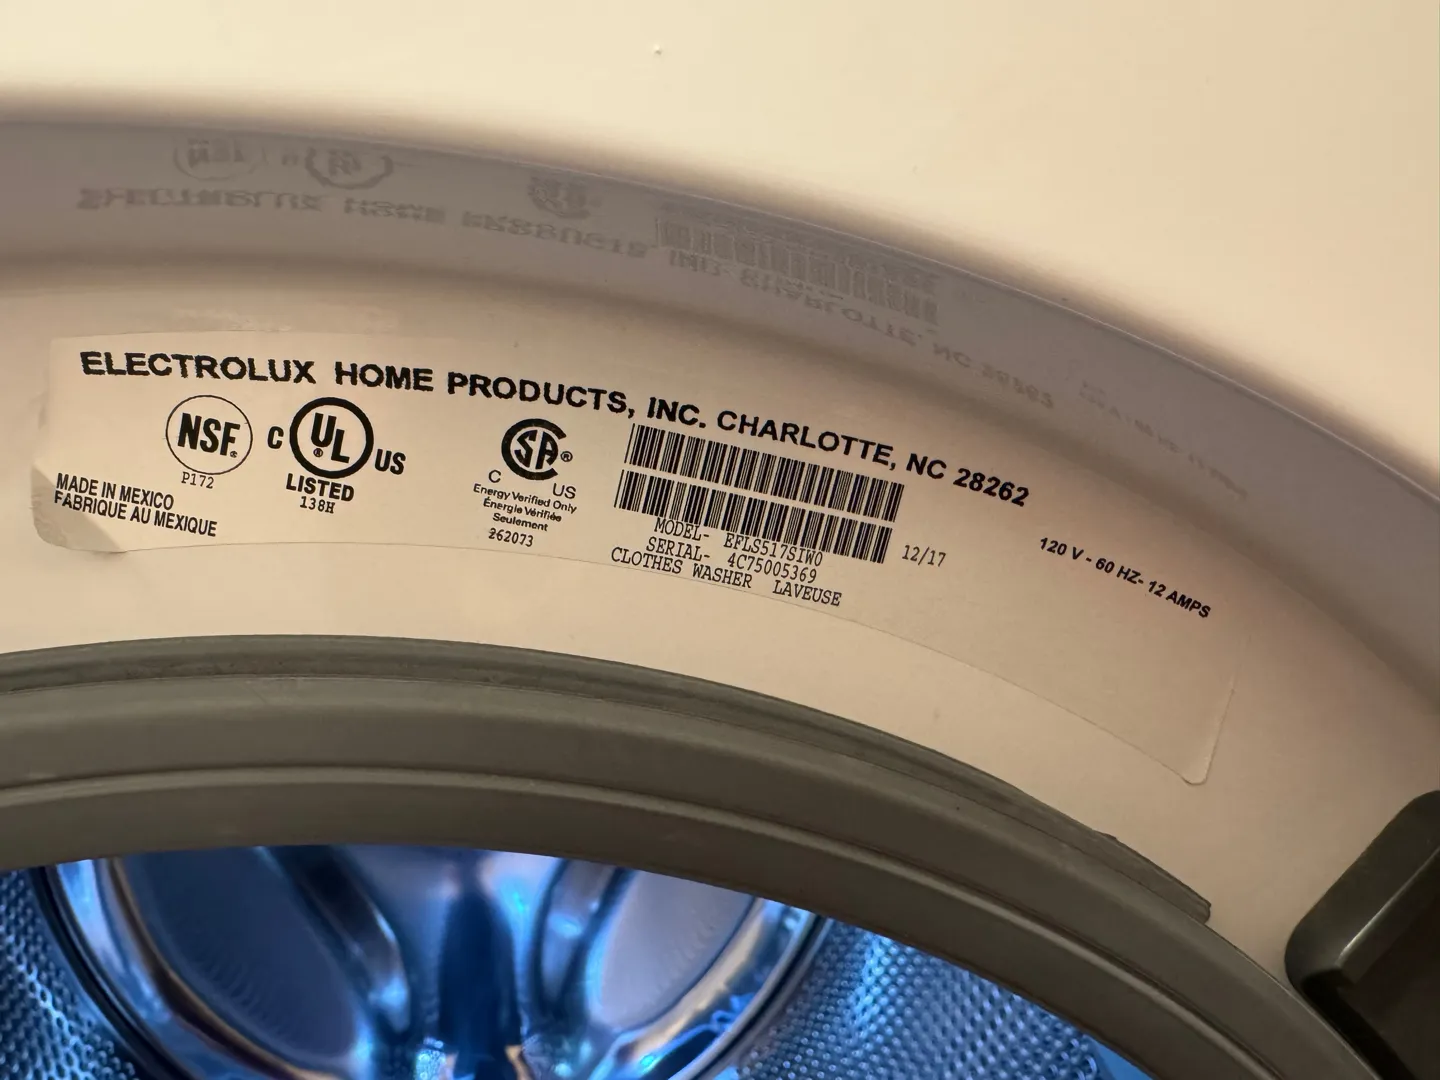 ELECTROLUX HOME PRODUCTS, INC. CHARLOTTE, NC 28262
NSF®
P172
C UL® US
LISTED
138H
SA®
C US
Energy Verified Only
Énergie Vérifiée
Seulement
262073
MADE IN MEXICO
FABRIQUE AU MEXIQUE
MODEL- EFLS517SIW0
SERIAL- 4C75005369
CLOTHES WASHER LAVEUSE
12/17
120 V - 60 HZ- 12 AMPS